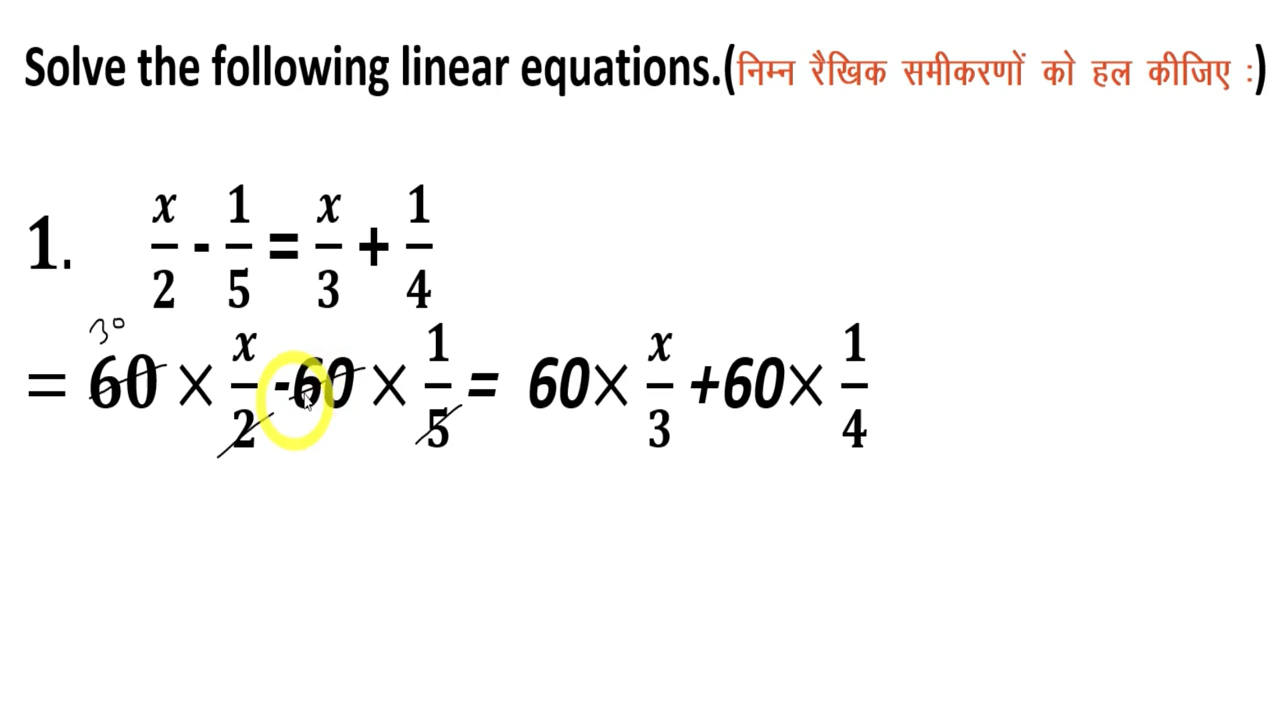 Solve the following linear equations.(निम्न रैखिक समीकरणों को हल कीजिए :)
1. x/2 - 1/5 = x/3 + 1/4
30
= 60 × x/2 -60 × 1/5 = 60× x/3 +60× 1/4